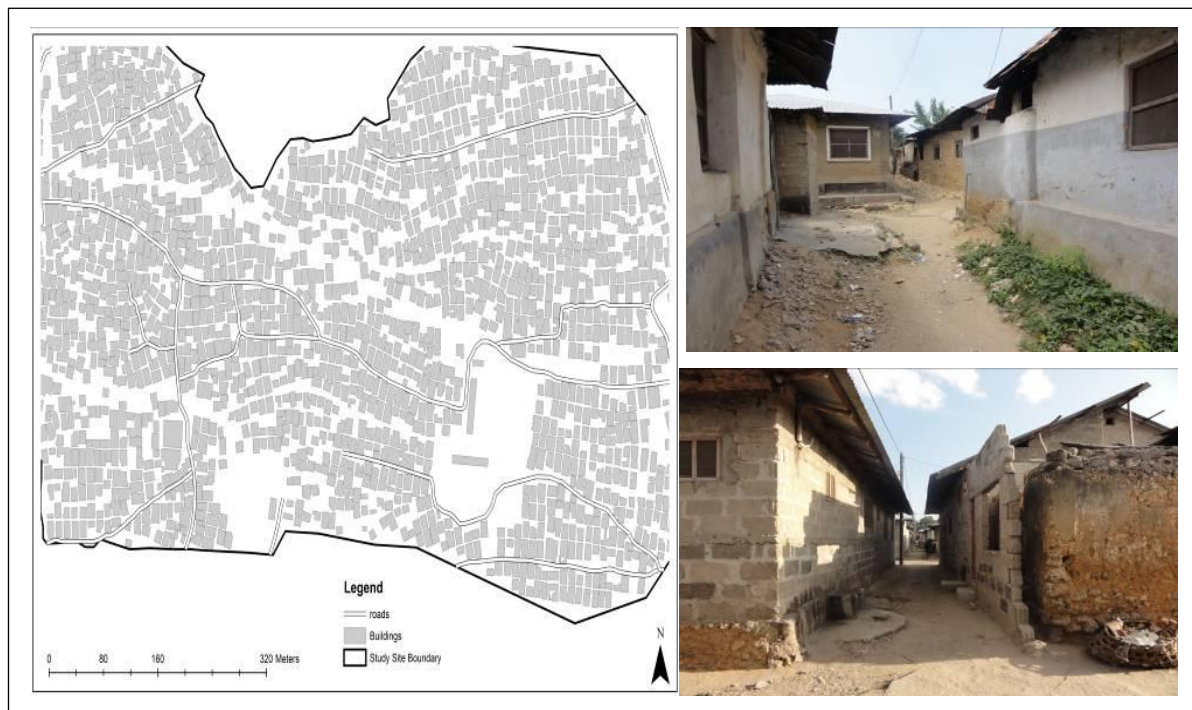 Legend
roads
Buildings
Study Site Boundary
N
0 80 160 320 Meters